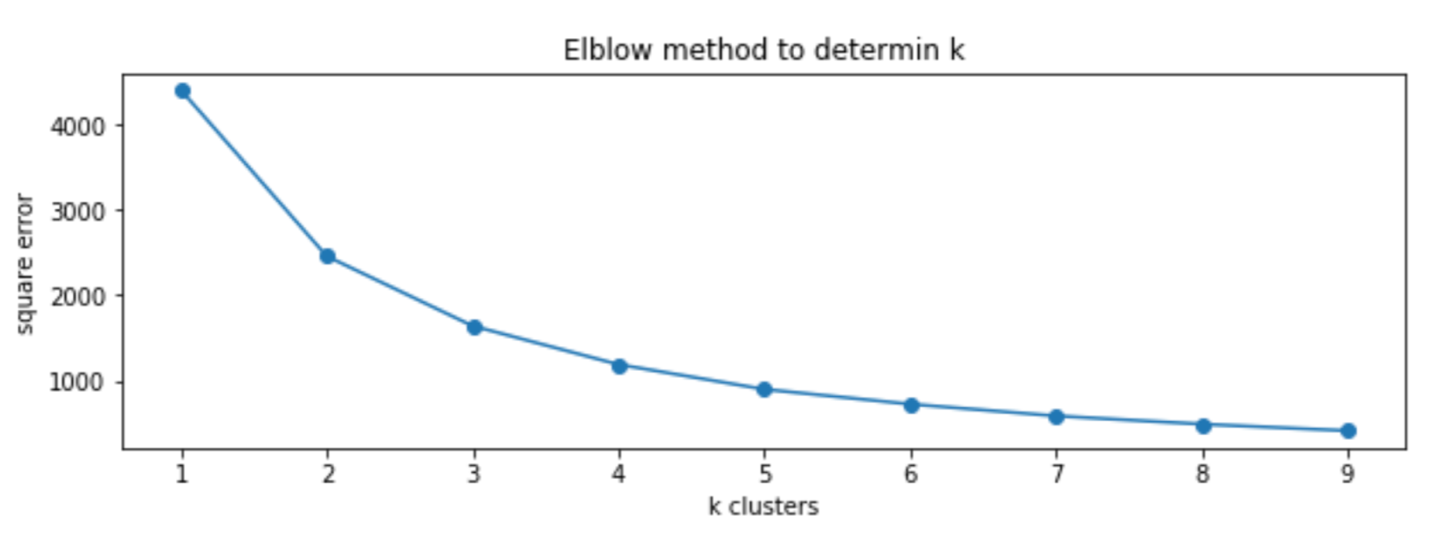 Elblow method to determin k
4000
3000
2000
1000
square error
1 2 3 4 5 6 7 8 9
k clusters